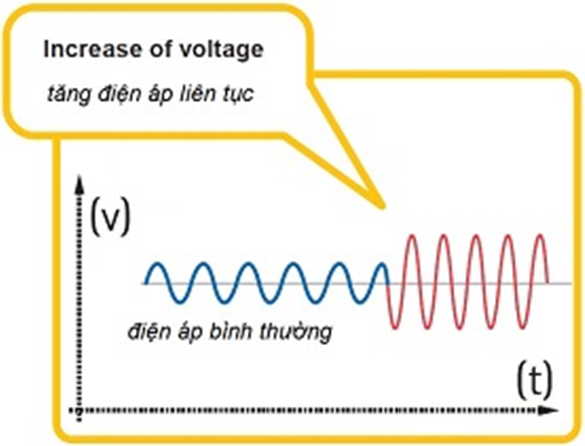 Increase of voltage
tăng điện áp liên tục
(v)
điện áp bình thường
(t)